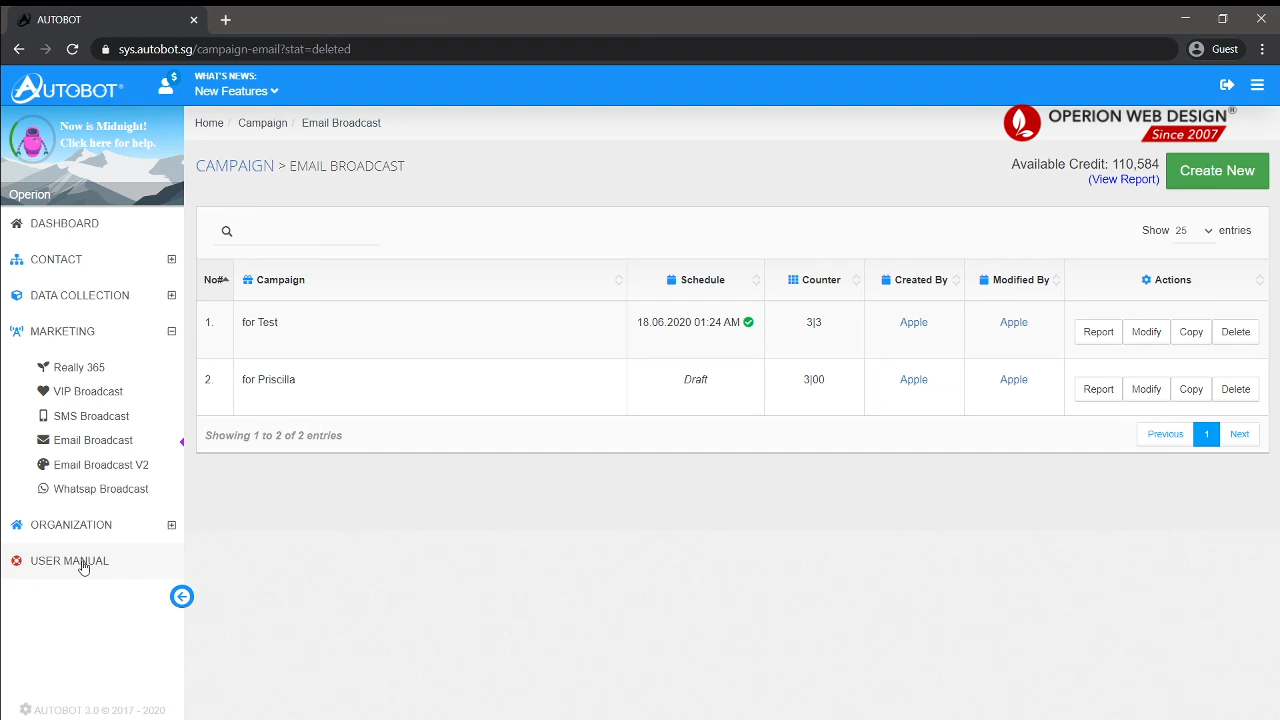 AUTOBOT
sys.autobot.sg/campaign-email?stat=deleted
Guest
AUTOBOT®
$
WHAT'S NEWS:
New Features
Now is Midnight!
Click here for help.
Operion
DASHBOARD
CONTACT
DATA COLLECTION
MARKETING
Really 365
VIP Broadcast
SMS Broadcast
Email Broadcast
Email Broadcast V2
Whatsap Broadcast
ORGANIZATION
USER MANUAL
AUTOBOT 3.0 © 2017 - 2020
Home / Campaign / Email Broadcast
OPERION WEB DESIGN®
Since 2007
CAMPAIGN > EMAIL BROADCAST
Available Credit: 110,584
(View Report)
Create New
Show 25 entries
No# Campaign Schedule Counter Created By Modified By Actions
1. for Test 18.06.2020 01:24 AM 3|3 Apple Apple Report Modify Copy Delete
2. for Priscilla Draft 3|00 Apple Apple Report Modify Copy Delete
Showing 1 to 2 of 2 entries
Previous 1 Next